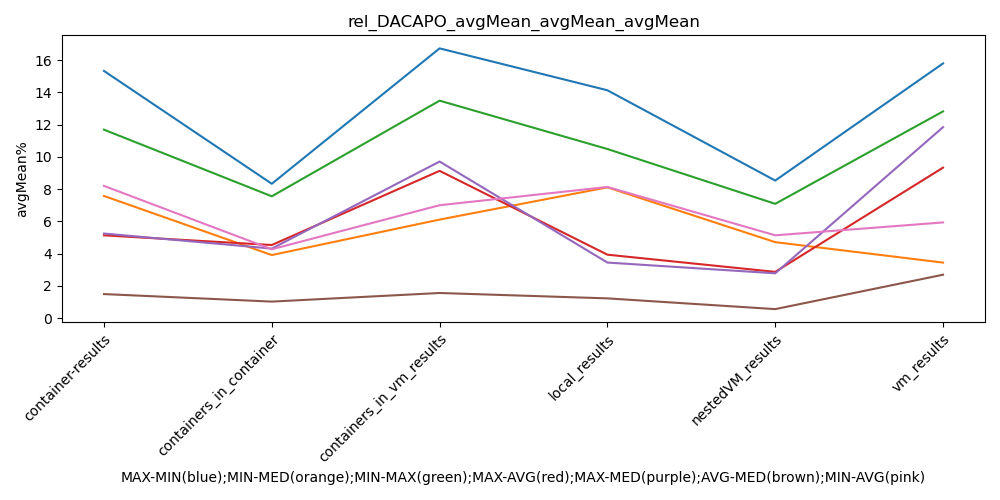 rel_DACAPO_avgMean_avgMean_avgMean
avgMean%
16
14
12
10
8
6
4
2
0
container-results
containers_in_container
containers_in_vm_results
local_results
nestedVM_results
vm_results
MAX-MIN(blue);MIN-MED(orange);MIN-MAX(green);MAX-AVG(red);MAX-MED(purple);AVG-MED(brown);MIN-AVG(pink)